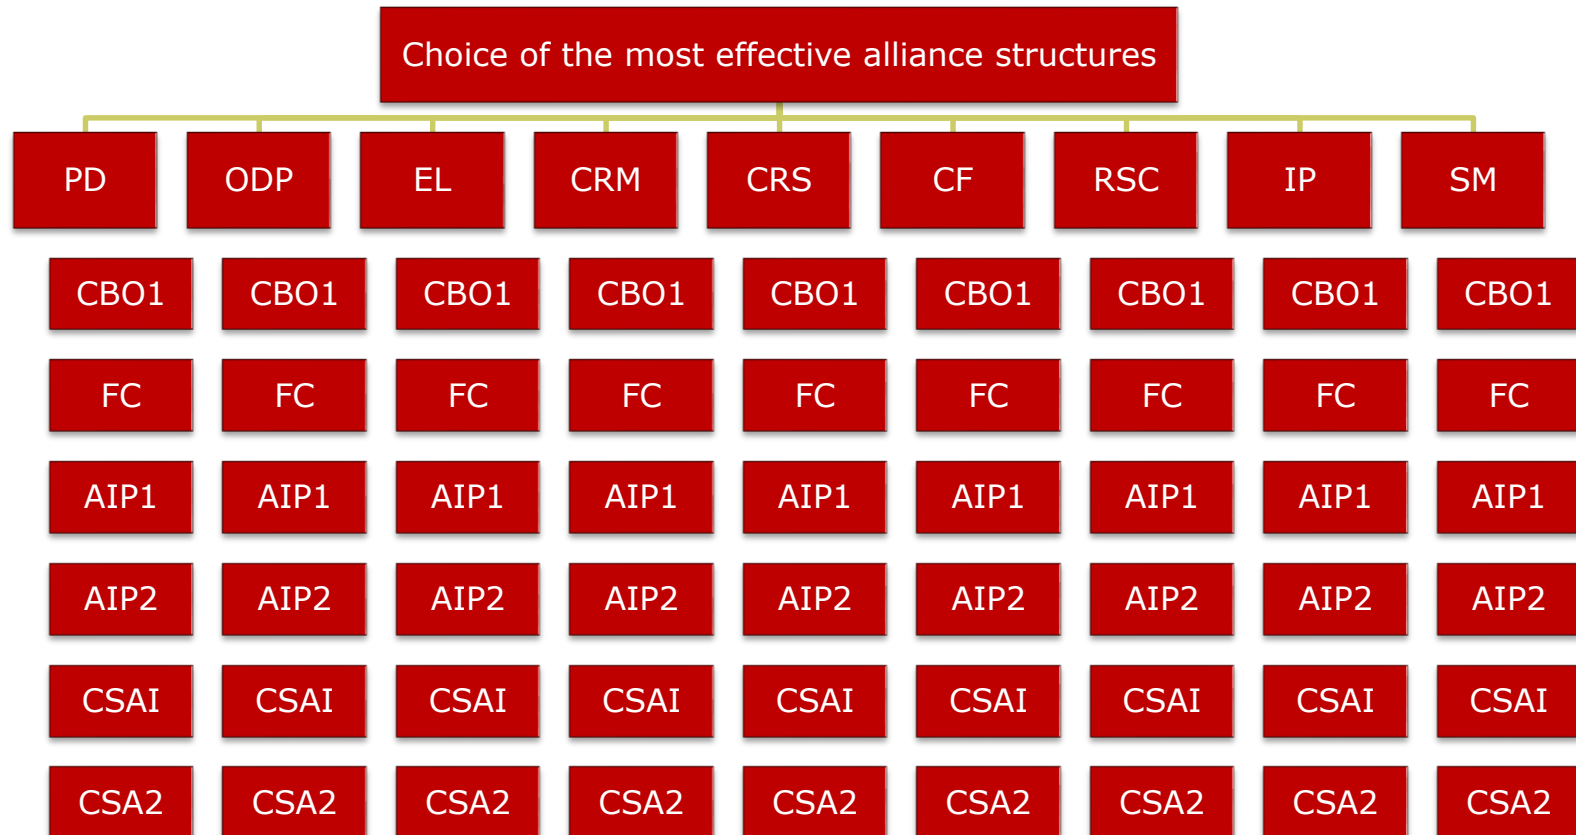 Choice of the most effective alliance structures
PD ODP EL CRM CRS CF RSC IP SM
CBO1 CBO1 CBO1 CBO1 CBO1 CBO1 CBO1 CBO1 CBO1
FC FC FC FC FC FC FC FC FC
AIP1 AIP1 AIP1 AIP1 AIP1 AIP1 AIP1 AIP1 AIP1
AIP2 AIP2 AIP2 AIP2 AIP2 AIP2 AIP2 AIP2 AIP2
CSAI CSAI CSAI CSAI CSAI CSAI CSAI CSAI CSAI
CSA2 CSA2 CSA2 CSA2 CSA2 CSA2 CSA2 CSA2 CSA2